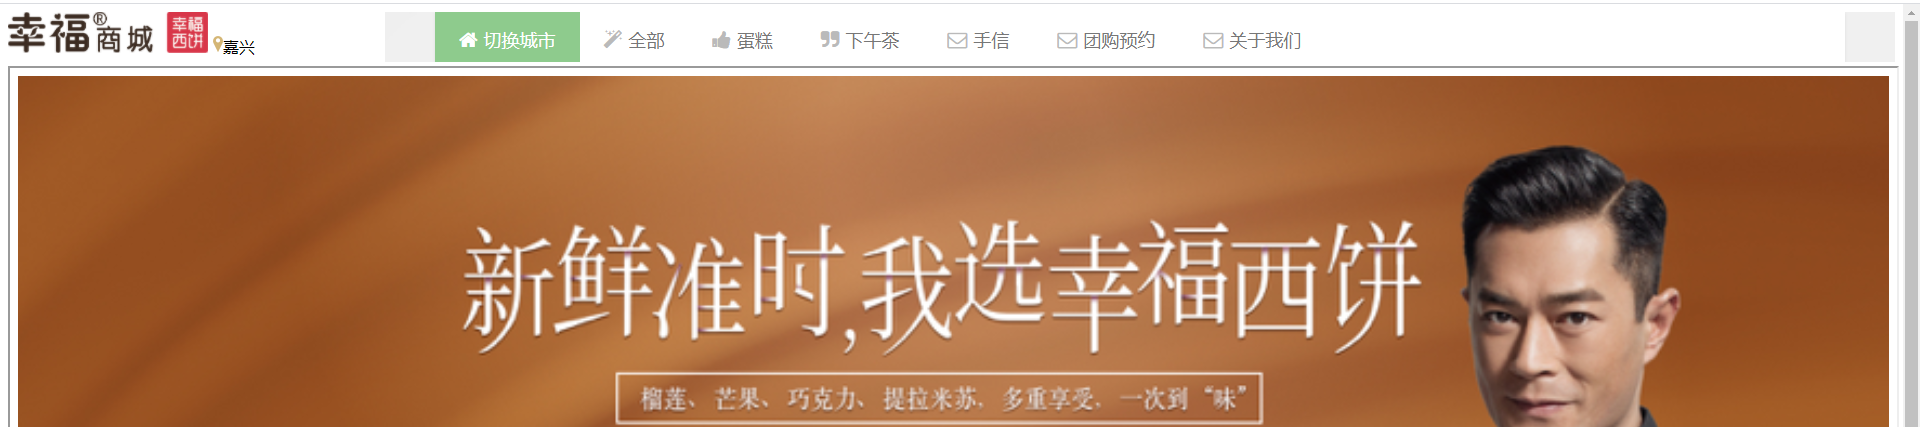 幸福®商城 幸福西饼 嘉兴
切换城市 全部 蛋糕 下午茶 手信 团购预约 关于我们
新鲜准时,我选幸福西饼
榴莲、芒果、巧克力、提拉米苏,多重享受,一次到“味”